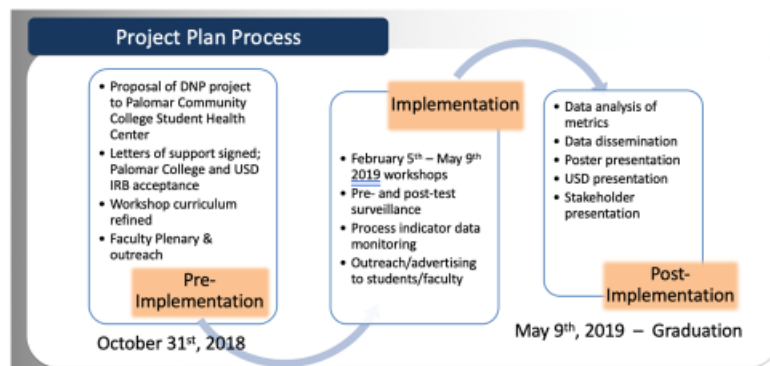 Project Plan Process
• Proposal of DNP project
to Palomar Community
College Student Health
Center
• Letters of support signed;
Palomar College and USD
IRB acceptance
• Workshop curriculum
refined
• Faculty Plenary &
outreach
Pre-
Implementation
October 31st, 2018
Implementation
• February 5th – May 9th
2019 workshops
• Pre- and post-test
surveillance
• Process indicator data
monitoring
• Outreach/advertising
to students/faculty
• Data analysis of
metrics
• Data dissemination
• Poster presentation
• USD presentation
• Stakeholder
presentation
Post-
Implementation
May 9th, 2019 – Graduation